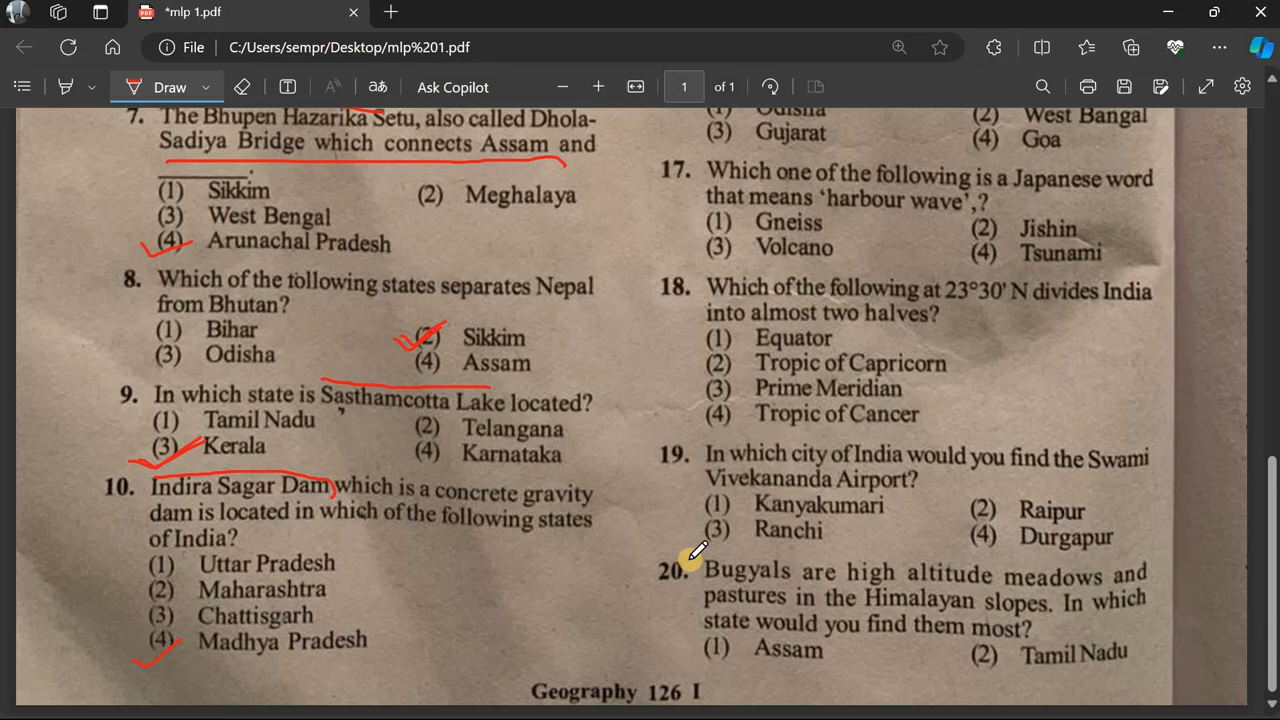 *mlp 1.pdf
File
C:/Users/sempr/Desktop/mlp%201.pdf
Draw
Ask Copilot
1
of 1
7. The Bhupen Hazarika Setu, also called Dhola-
Sadiya Bridge which connects Assam and
________.
(1) Sikkim
(2) Meghalaya
(3) West Bengal
(4) Arunachal Pradesh
8. Which of the following states separates Nepal
from Bhutan?
(1) Bihar
(2) Sikkim
(3) Odisha
(4) Assam
9. In which state is Sasthamcotta Lake located?
(1) Tamil Nadu
(2) Telangana
(3) Kerala
(4) Karnataka
10. Indira Sagar Dam which is a concrete gravity
dam is located in which of the following states
of India?
(1) Uttar Pradesh
(2) Maharashtra
(3) Chattisgarh
(4) Madhya Pradesh
(1) Odisha
(2) West Bangal
(3) Gujarat
(4) Goa
17. Which one of the following is a Japanese word
that means ‘harbour wave’,?
(1) Gneiss
(2) Jishin
(3) Volcano
(4) Tsunami
18. Which of the following at 23°30' N divides India
into almost two halves?
(1) Equator
(2) Tropic of Capricorn
(3) Prime Meridian
(4) Tropic of Cancer
19. In which city of India would you find the Swami
Vivekananda Airport?
(1) Kanyakumari
(2) Raipur
(3) Ranchi
(4) Durgapur
20. Bugyals are high altitude meadows and
pastures in the Himalayan slopes. In which
state would you find them most?
(1) Assam
(2) Tamil Nadu
Geography 126 I